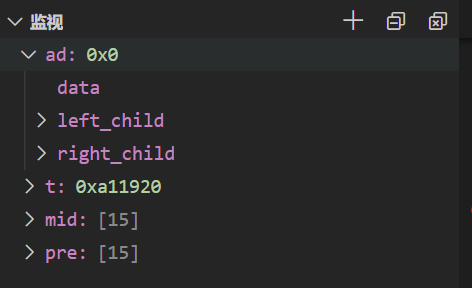 监视
ad: 0x0
data
left_child
right_child
t: 0xa11920
mid: [15]
pre: [15]